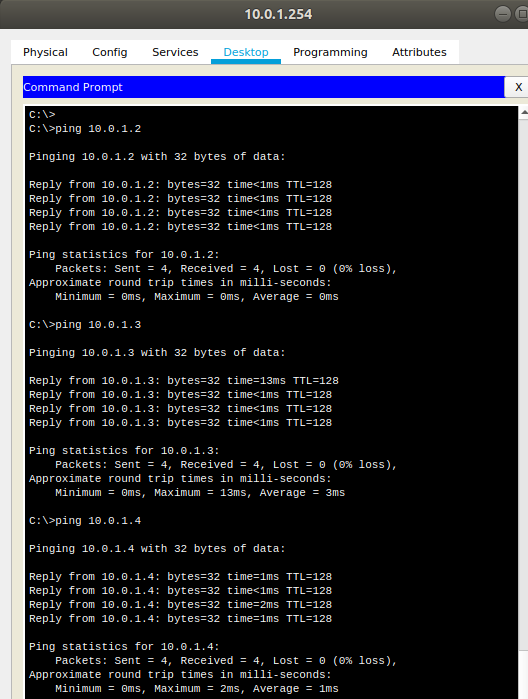 10.0.1.254
Physical Config Services Desktop Programming Attributes
Command Prompt X
C:\>
C:\>ping 10.0.1.2
Pinging 10.0.1.2 with 32 bytes of data:
Reply from 10.0.1.2: bytes=32 time<1ms TTL=128
Reply from 10.0.1.2: bytes=32 time<1ms TTL=128
Reply from 10.0.1.2: bytes=32 time<1ms TTL=128
Reply from 10.0.1.2: bytes=32 time<1ms TTL=128
Ping statistics for 10.0.1.2:
Packets: Sent = 4, Received = 4, Lost = 0 (0% loss),
Approximate round trip times in milli-seconds:
Minimum = 0ms, Maximum = 0ms, Average = 0ms
C:\>ping 10.0.1.3
Pinging 10.0.1.3 with 32 bytes of data:
Reply from 10.0.1.3: bytes=32 time=13ms TTL=128
Reply from 10.0.1.3: bytes=32 time<1ms TTL=128
Reply from 10.0.1.3: bytes=32 time<1ms TTL=128
Reply from 10.0.1.3: bytes=32 time<1ms TTL=128
Ping statistics for 10.0.1.3:
Packets: Sent = 4, Received = 4, Lost = 0 (0% loss),
Approximate round trip times in milli-seconds:
Minimum = 0ms, Maximum = 13ms, Average = 3ms
C:\>ping 10.0.1.4
Pinging 10.0.1.4 with 32 bytes of data:
Reply from 10.0.1.4: bytes=32 time<1ms TTL=128
Reply from 10.0.1.4: bytes=32 time=1ms TTL=128
Reply from 10.0.1.4: bytes=32 time=2ms TTL=128
Reply from 10.0.1.4: bytes=32 time=1ms TTL=128
Ping statistics for 10.0.1.4:
Packets: Sent = 4, Received = 4, Lost = 0 (0% loss),
Approximate round trip times in milli-seconds:
Minimum = 0ms, Maximum = 2ms, Average = 1ms